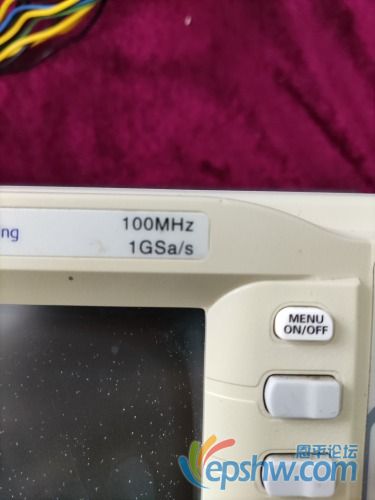 ng
100MHz
1GSa/s
MENU
ON/OFF
恩平论坛
epshw.com